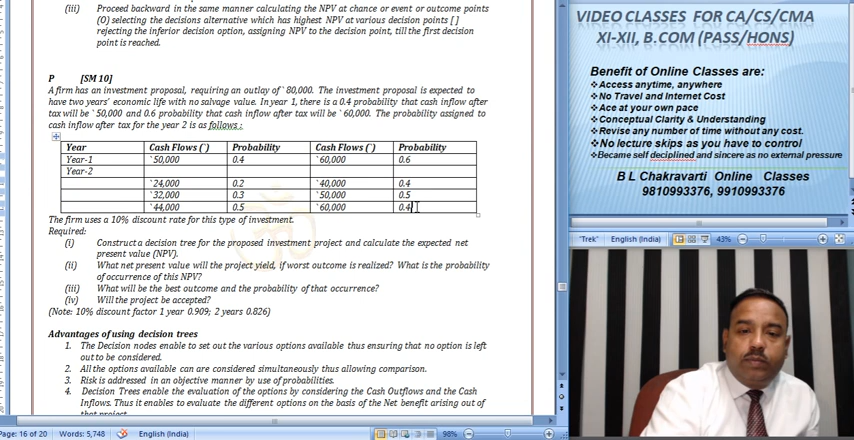 (iii) Proceed backward in the same manner calculating the NPV at chance or event or outcome points
(O) selecting the decisions alternative which has highest NPV at various decision points [ ]
rejecting the inferior decision option, assigning NPV to the decision point, till the first decision
point is reached.
P [SM 10]
A firm has an investment proposal, requiring an outlay of `80,000. The investment proposal is expected to
have two years' economic life with no salvage value. In year 1, there is a 0.4 probability that cash inflow after
tax will be `50,000 and 0.6 probability that cash inflow after tax will be `60,000. The probability assigned to
cash inflow after tax for the year 2 is as follows :
Year Cash Flows (`) Probability Cash Flows (`) Probability
Year-1 `50,000 0.4 `60,000 0.6
Year-2
`24,000 0.2 `40,000 0.4
`32,000 0.3 `50,000 0.5
`44,000 0.5 `60,000 0.4
The firm uses a 10% discount rate for this type of investment.
Required:
(i) Construct a decision tree for the proposed investment project and calculate the expected net
present value (NPV).
(ii) What net present value will the project yield, if worst outcome is realized? What is the probability
of occurrence of this NPV?
(iii) What will be the best outcome and the probability of that occurrence?
(iv) Will the project be accepted?
(Note: 10% discount factor 1 year 0.909; 2 years 0.826)
Advantages of using decision trees
1. The Decision nodes enable to set out the various options available thus ensuring that no option is left
out to be considered.
2. All the options available can are considered simultaneously thus allowing comparison.
3. Risk is addressed in an objective manner by use of probabilities.
4. Decision Trees enable the evaluation of the options by considering the Cash Outflows and the Cash
Inflows. Thus it enables to evaluate the different options on the basis of the Net benefit arising out of
that project.
Page: 16 of 20 Words: 5,748 English (India) 98%
VIDEO CLASSES FOR CA/CS/CMA
XI-XII, B.COM (PASS/HONS)
Benefit of Online Classes are:
Access anytime, anywhere
No Travel and Internet Cost
Ace at your own pace
Conceptual Clarity & Understanding
Revise any number of time without any cost.
No lecture skips as you have to control
Became self deciplined and sincere as no external pressure
B L Chakravarti Online Classes
9810993376, 9910993376
"Trek" English (India) 43%